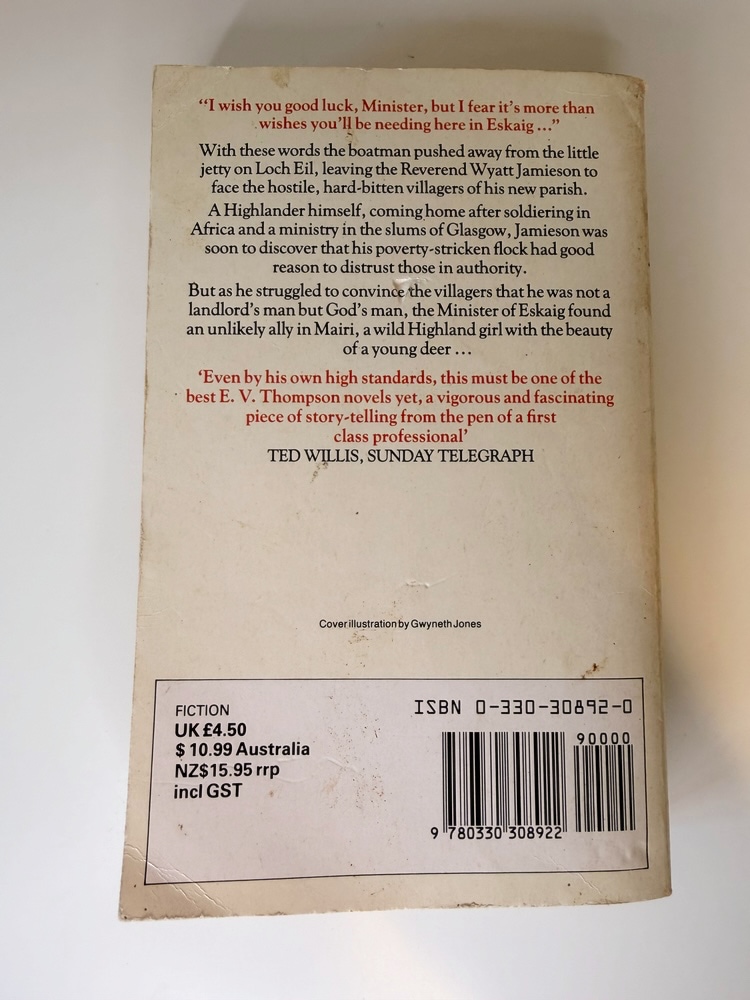 “I wish you good luck, Minister, but I fear it’s more than
wishes you’ll be needing here in Eskaig ...”
With these words the boatman pushed away from the little
jetty on Loch Eil, leaving the Reverend Wyatt Jamieson to
face the hostile, hard-bitten villagers of his new parish.
A Highlander himself, coming home after soldiering in
Africa and a ministry in the slums of Glasgow, Jamieson was
soon to discover that his poverty-stricken flock had good
reason to distrust those in authority.
But as he struggled to convince the villagers that he was not a
landlord’s man but God’s man, the Minister of Eskaig found
an unlikely ally in Mairi, a wild Highland girl with the beauty
of a young deer ...
‘Even by his own high standards, this must be one of the
best E. V. Thompson novels yet, a vigorous and fascinating
piece of story-telling from the pen of a first
class professional’
TED WILLIS, SUNDAY TELEGRAPH
Cover illustration by Gwyneth Jones
FICTION
UK £4.50
$ 10.99 Australia
NZ$15.95 rrp
incl GST
ISBN 0-330-30892-0
90000
9 780330 308922